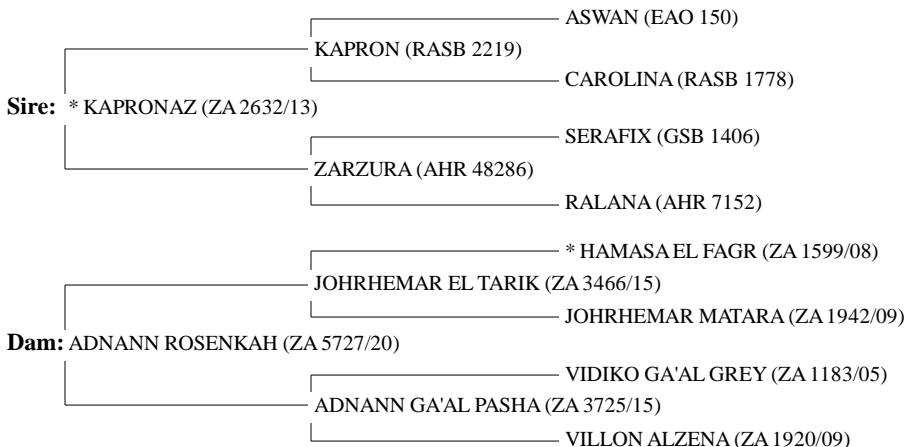 ASWAN (EAO 150)
KAPRON (RASB 2219)
CAROLINA (RASB 1778)
Sire: * KAPRONAZ (ZA 2632/13)
SERAFIX (GSB 1406)
ZARZURA (AHR 48286)
RALANA (AHR 7152)
* HAMASA EL FAGR (ZA 1599/08)
JOHRHEMAR EL TARIK (ZA 3466/15)
JOHRHEMAR MATARA (ZA 1942/09)
Dam: ADNANN ROSENKAH (ZA 5727/20)
VIDIKO GA'AL GREY (ZA 1183/05)
ADNANN GA'AL PASHA (ZA 3725/15)
VILLON ALZENA (ZA 1920/09)